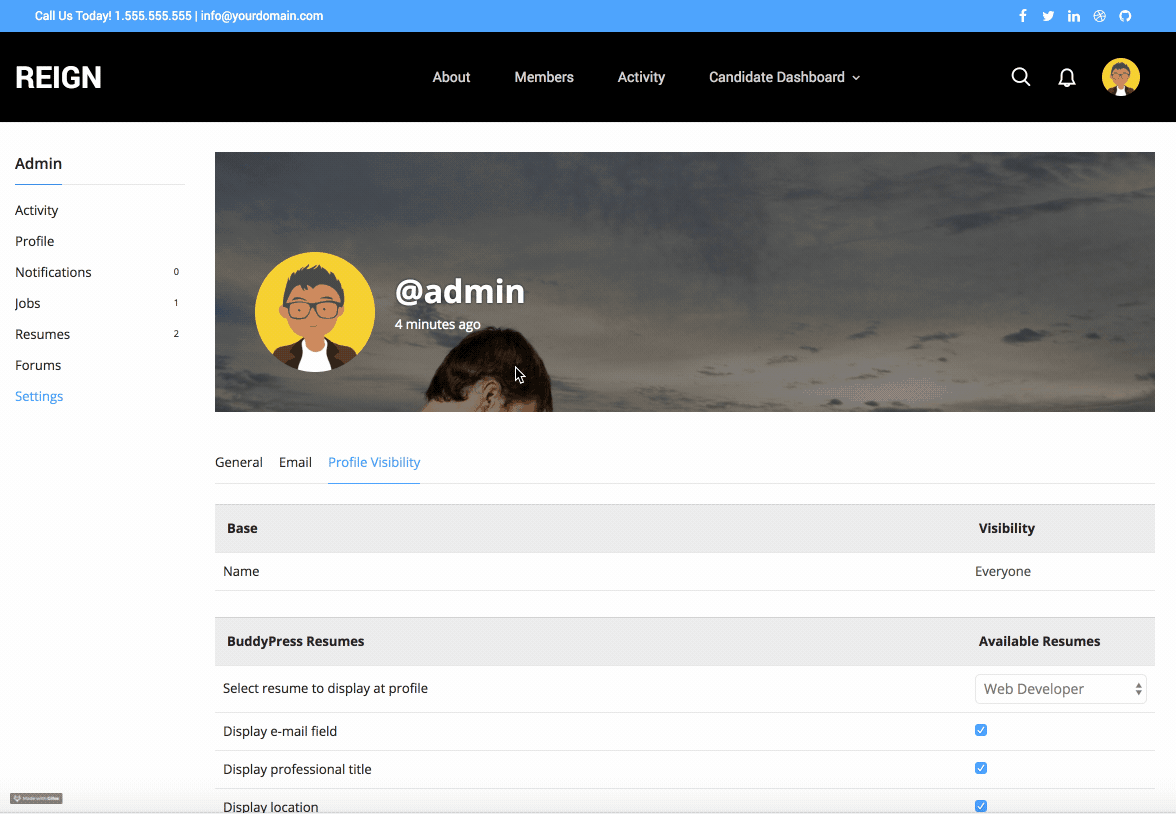 Call Us Today! 1.555.555.555 | info@yourdomain.com
REIGN
About
Members
Activity
Candidate Dashboard
Admin
Activity
Profile
Notifications 0
Jobs 1
Resumes 2
Forums
Settings
@admin
4 minutes ago
General Email Profile Visibility
Base Visibility
Name Everyone
BuddyPress Resumes Available Resumes
Select resume to display at profile Web Developer
Display e-mail field
Display professional title
Display location
Made with Gifox